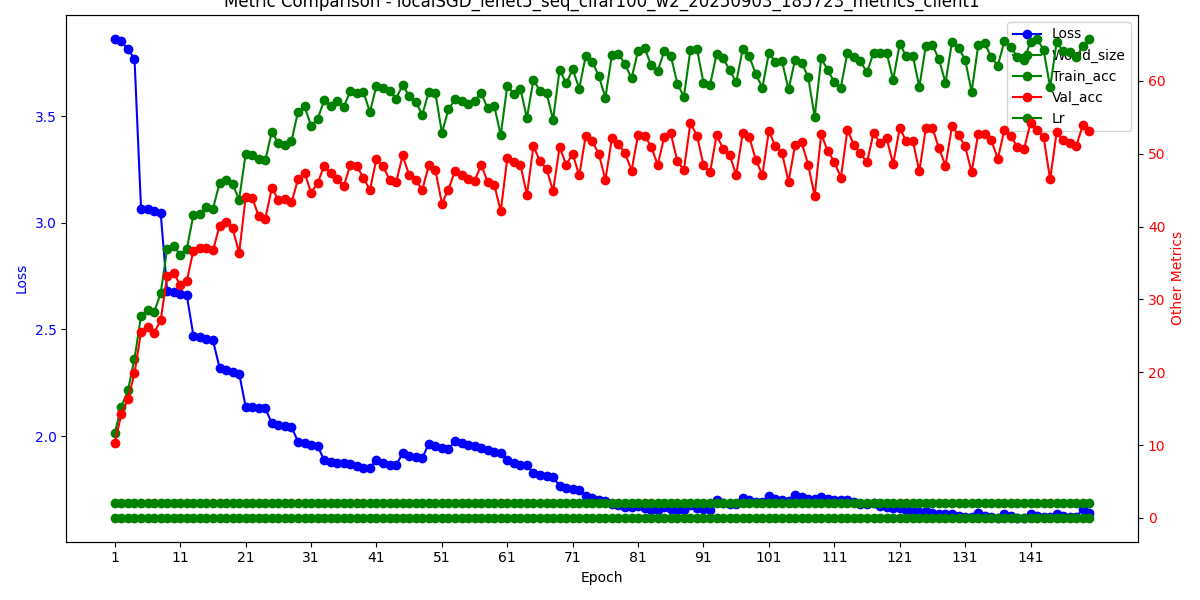 Metric Comparison - localSGD_lenet5_seq_cifar100_w2_20250903_185723_metrics_client1
Loss
World_size
Train_acc
Val_acc
Lr
3.5
3.0
2.5
2.0
Loss
60
50
40
30
20
10
0
Other Metrics
1 11 21 31 41 51 61 71 81 91 101 111 121 131 141
Epoch